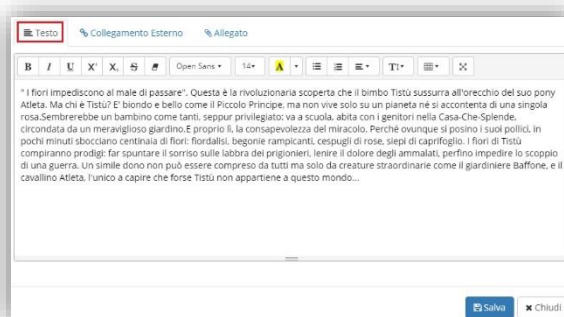 Testo Collegamento Esterno Allegato
B I U X' X, S Open Sans 14 A T I
" I fiori impediscono al male di passare". Questa è la rivoluzionaria scoperta che il bimbo Tistù sussurra all'orecchio del suo pony
Atleta. Ma chi è Tistù? E' biondo e bello come il Piccolo Principe, ma non vive solo su un pianeta né si accontenta di una singola
rosa.Sembrerebbe un bambino come tanti, seppur privilegiato: va a scuola, abita con i genitori nella Casa-Che-Splende,
circondata da un meraviglioso giardino.E proprio lì, la consapevolezza del miracolo. Perché ovunque si posino i suoi pollici, in
pochi minuti sbocciano centinaia di fiori: fiordalisi, begonie rampicanti, cespugli di rose, siepi di caprifoglio. I fiori di Tistù
compiranno prodigi: far spuntare il sorriso sulle labbra dei prigionieri, lenire il dolore degli ammalati, perfino impedire lo scoppio
di una guerra. Un simile dono non può essere compreso da tutti ma solo da creature straordinarie come il giardiniere Baffone, e il
cavallino Atleta, l'unico a capire che forse Tistù non appartiene a questo mondo...
Salva Chiudi